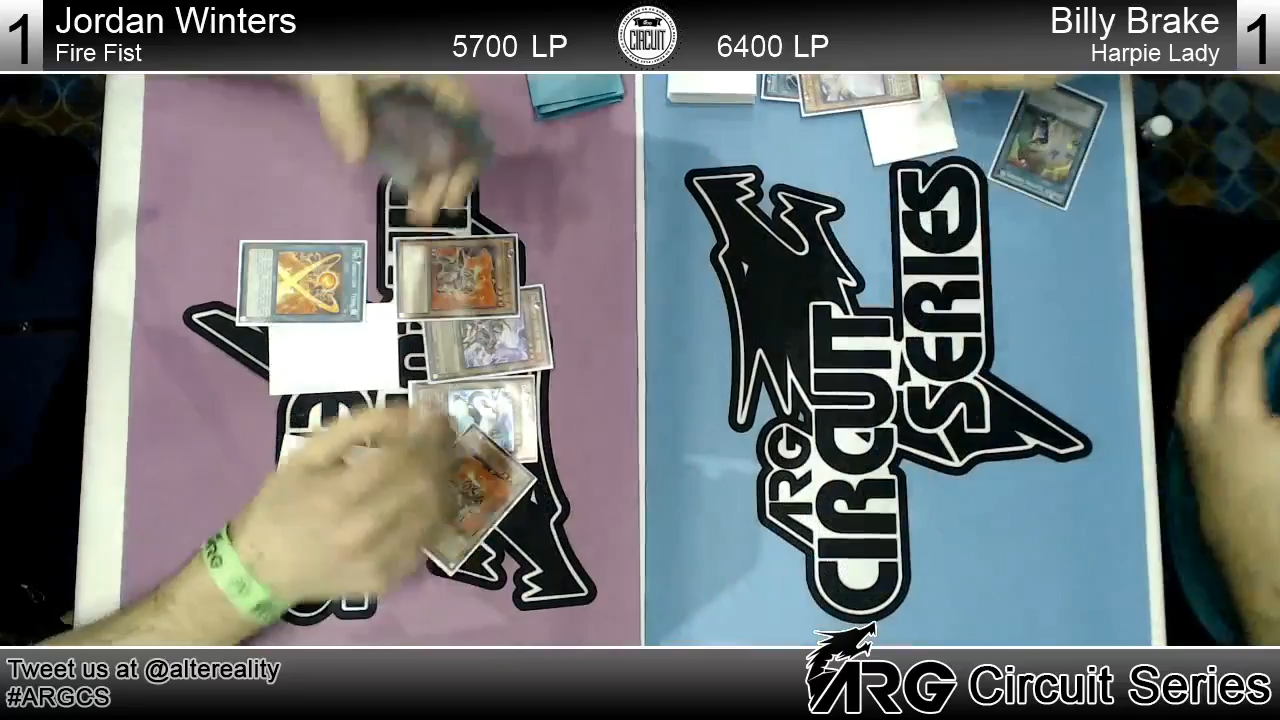 1
Jordan Winters
Fire Fist
5700 LP
CIRCUIT
6400 LP
Billy Brake
Harpie Lady
1
ARG
CIRCUIT
SERIES
ARG
Tweet us at @altereality
#ARGCS
ARG Circuit Series